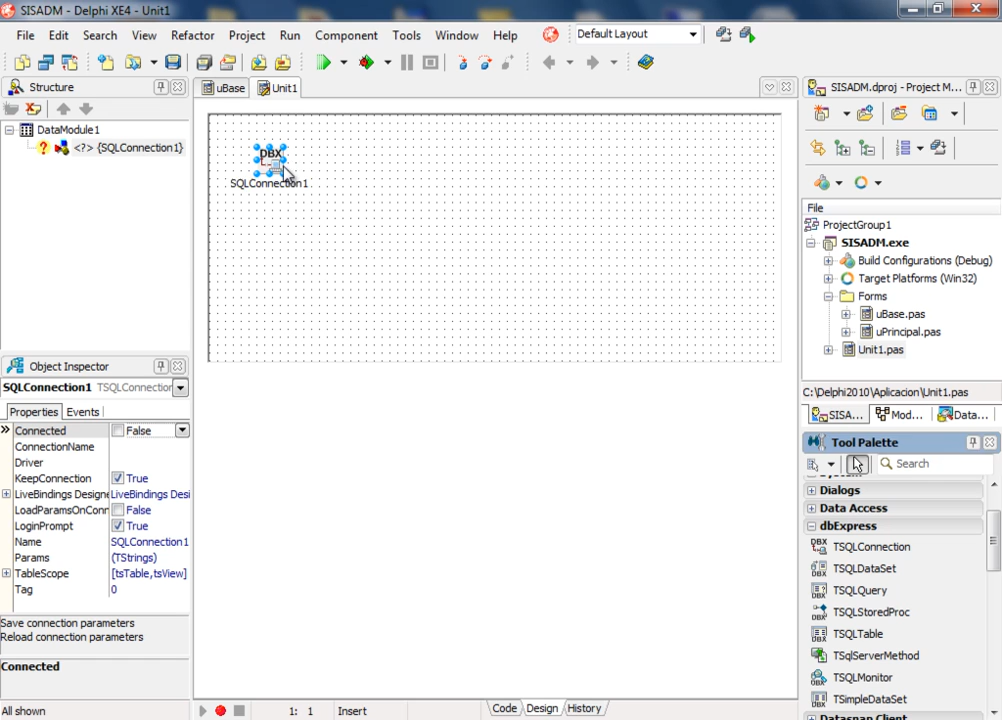 SISADM - Delphi XE4 - Unit1
File Edit Search View Refactor Project Run Component Tools Window Help
Default Layout
Structure
DataModule1
<?> {SQLConnection1}
Object Inspector
SQLConnection1 TSQLConnection
Properties Events
Connected False
ConnectionName
Driver
KeepConnection True
LiveBindings Designe LiveBindings Desi
LoadParamsOnConn False
LoginPrompt True
Name SQLConnection1
Params (TStrings)
TableScope [tsTable,tsView]
Tag 0
Save connection parameters
Reload connection parameters
Connected
All shown
uBase Unit1
DBX
SQLConnection1
1: 1 Insert
Code Design History
SISADM.dproj - Project M...
File
ProjectGroup1
SISADM.exe
Build Configurations (Debug)
Target Platforms (Win32)
Forms
uBase.pas
uPrincipal.pas
Unit1.pas
C:\Delphi2010\Aplicacion\Unit1.pas
SISA... Mod... Data...
Tool Palette
Search
Dialogs
Data Access
dbExpress
TSQLConnection
TSQLDataSet
TSQLQuery
TSQLStoredProc
TSQLTable
TSqlServerMethod
TSQLMonitor
TSimpleDataSet
Datasnap Client